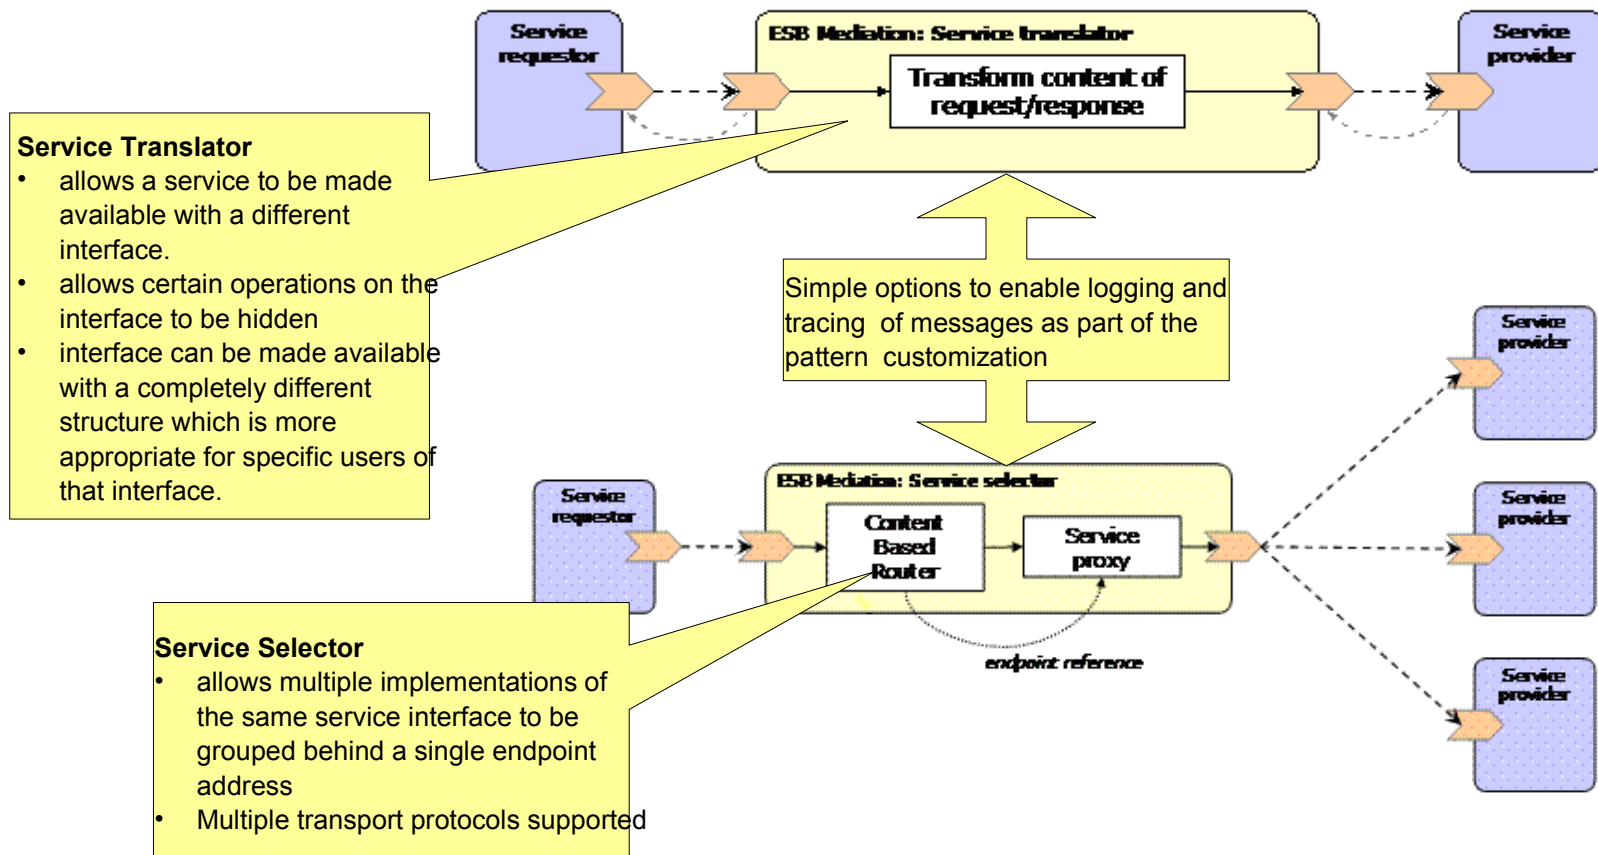 Service
requestor
ESB Mediation: Service translator
Transform content of
request/response
Service
provider
Service Translator
• allows a service to be made
available with a different
interface.
• allows certain operations on the
interface to be hidden
• interface can be made available
with a completely different
structure which is more
appropriate for specific users of
that interface.
Simple options to enable logging and
tracing of messages as part of the
pattern customization
Service
requestor
ESB Mediation: Service selector
Content
Based
Router
Service
proxy
endpoint reference
Service
provider
Service
provider
Service
provider
Service Selector
• allows multiple implementations of
the same service interface to be
grouped behind a single endpoint
address
• Multiple transport protocols supported